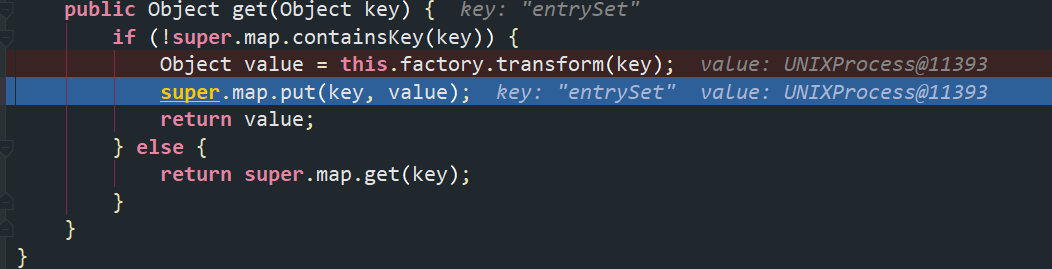 public Object get(Object key) {  key: "entrySet"
if (!super.map.containsKey(key)) {
Object value = this.factory.transform(key);  value: UNIXProcess@11393
super.map.put(key, value);  key: "entrySet"  value: UNIXProcess@11393
return value;
} else {
return super.map.get(key);
}
}
}